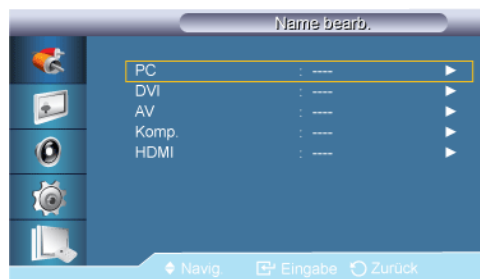 Name bearb.
PC : ----
DVI : ----
AV : ----
Komp. : ----
HDMI : ----
Navig. Eingabe Zurück